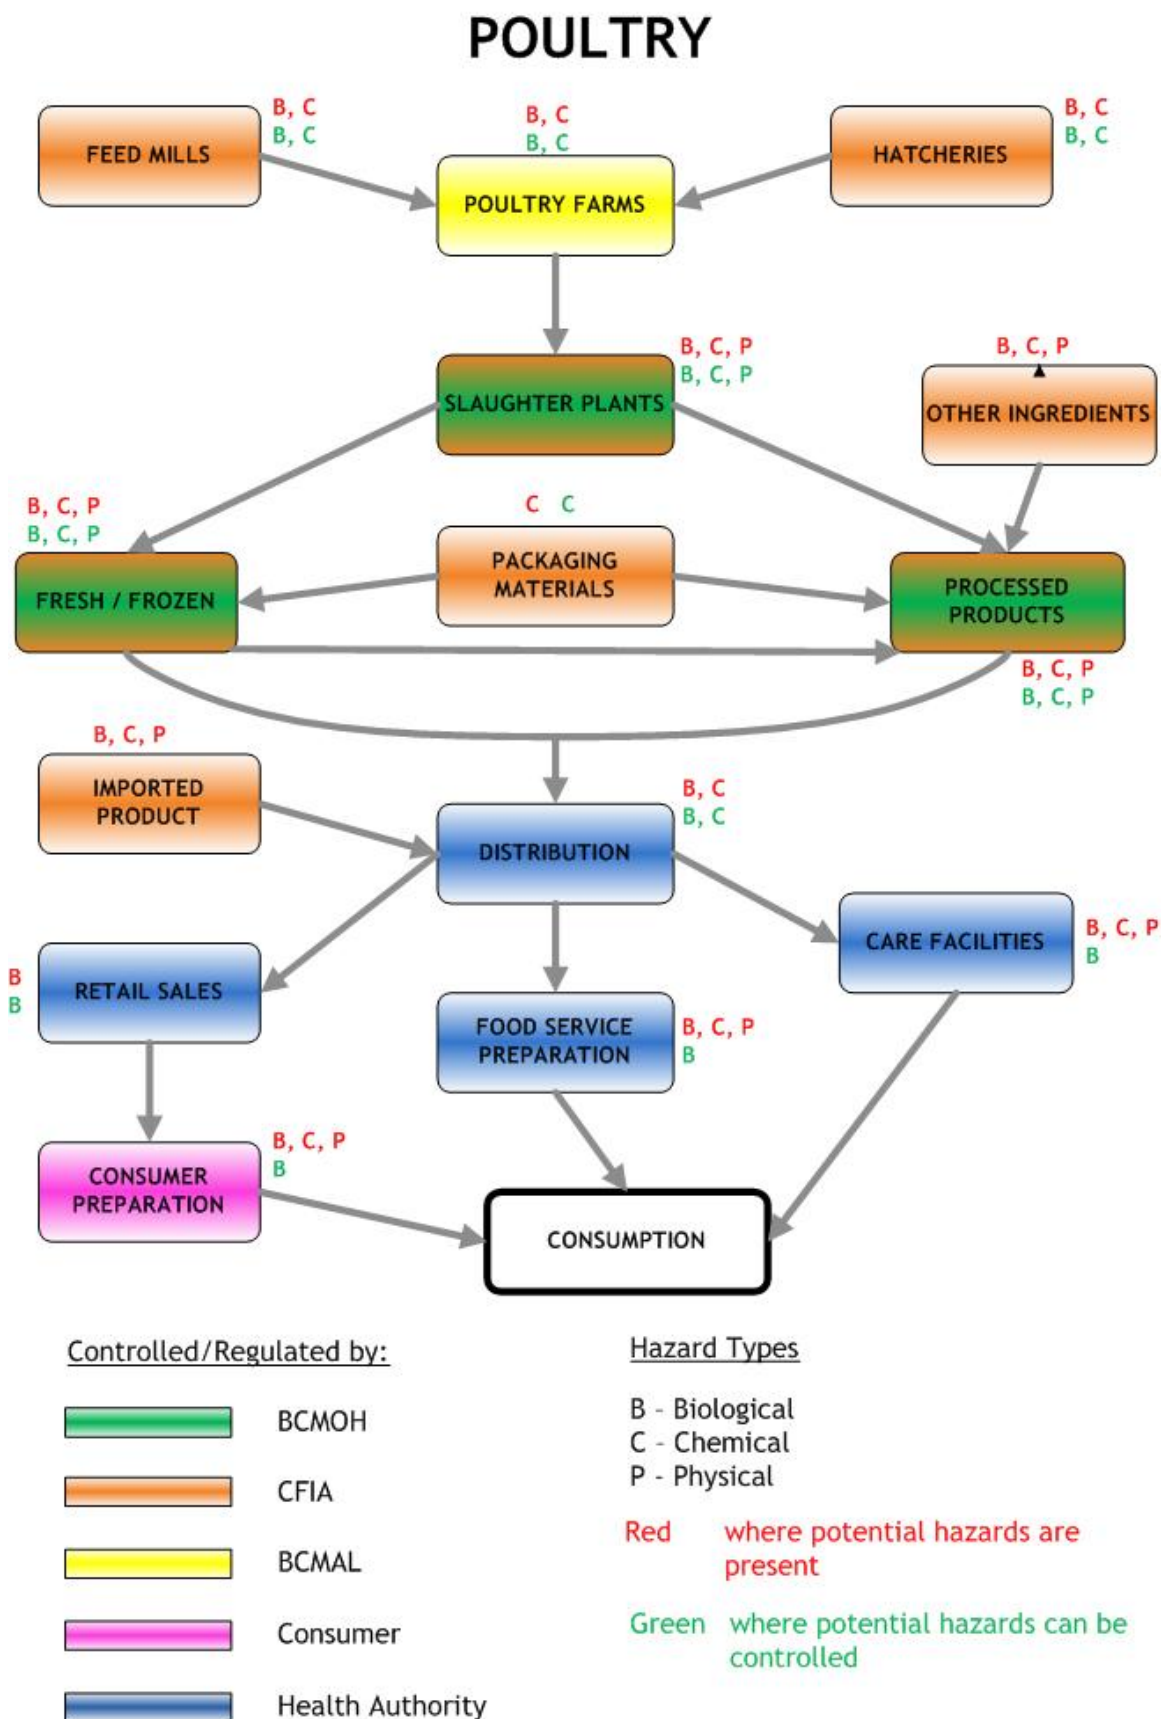 POULTRY
B, C
B, C
FEED MILLS
B, C
B, C
POULTRY FARMS
B, C
B, C
HATCHERIES
B, C, P
B, C, P
SLAUGHTER PLANTS
B, C, P
OTHER INGREDIENTS
B, C, P
B, C, P
FRESH / FROZEN
C C
PACKAGING
MATERIALS
PROCESSED
PRODUCTS
B, C, P
B, C, P
B, C, P
IMPORTED
PRODUCT
B, C
B, C
DISTRIBUTION
CARE FACILITIES
B, C, P
B
B
B
RETAIL SALES
FOOD SERVICE
PREPARATION
B, C, P
B
B, C, P
B
CONSUMER
PREPARATION
CONSUMPTION
Controlled/Regulated by:
BCMOH
CFIA
BCMAL
Consumer
Health Authority
Hazard Types
B - Biological
C - Chemical
P - Physical
Red where potential hazards are
present
Green where potential hazards can be
controlled